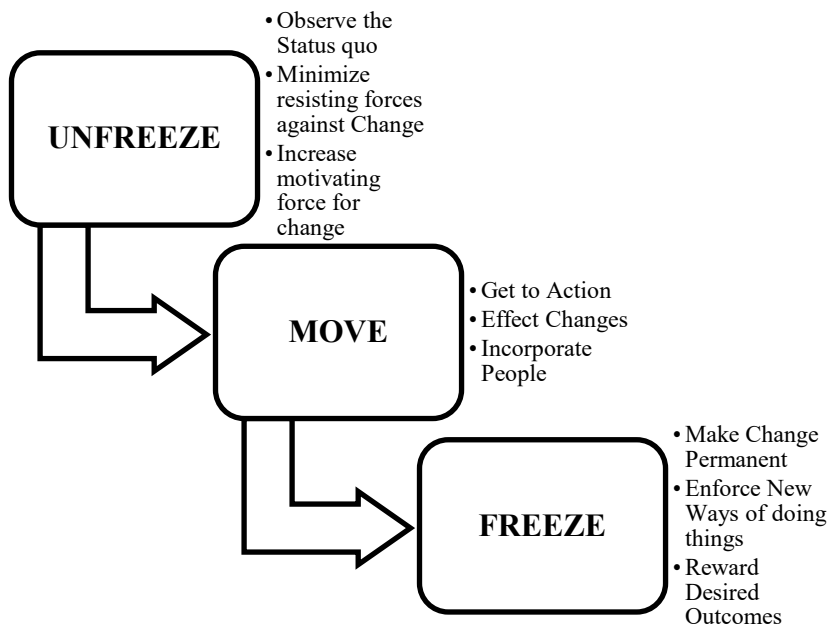 UNFREEZE
• Observe the
Status quo
• Minimize
resisting forces
against Change
• Increase
motivating
force for
change
MOVE
• Get to Action
• Effect Changes
• Incorporate
People
FREEZE
• Make Change
Permanent
• Enforce New
Ways of doing
things
• Reward
Desired
Outcomes